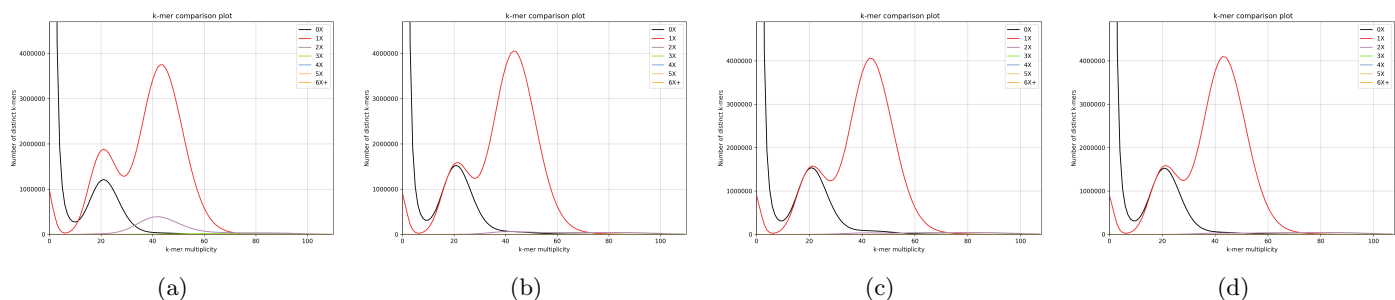 k-mer comparison plot
Number of distinct k-mers
4000000
3000000
2000000
1000000
0
0 20 40 60 80 100
k-mer multiplicity
0X
1X
2X
3X
4X
5X
6X+
(a)
k-mer comparison plot
Number of distinct k-mers
4000000
3000000
2000000
1000000
0
0 20 40 60 80 100
k-mer multiplicity
0X
1X
2X
3X
4X
5X
6X+
(b)
k-mer comparison plot
Number of distinct k-mers
4000000
3000000
2000000
1000000
0
0 20 40 60 80 100
k-mer multiplicity
0X
1X
2X
3X
4X
5X
6X+
(c)
k-mer comparison plot
Number of distinct k-mers
4000000
3000000
2000000
1000000
0
0 20 40 60 80 100
k-mer multiplicity
0X
1X
2X
3X
4X
5X
6X+
(d)